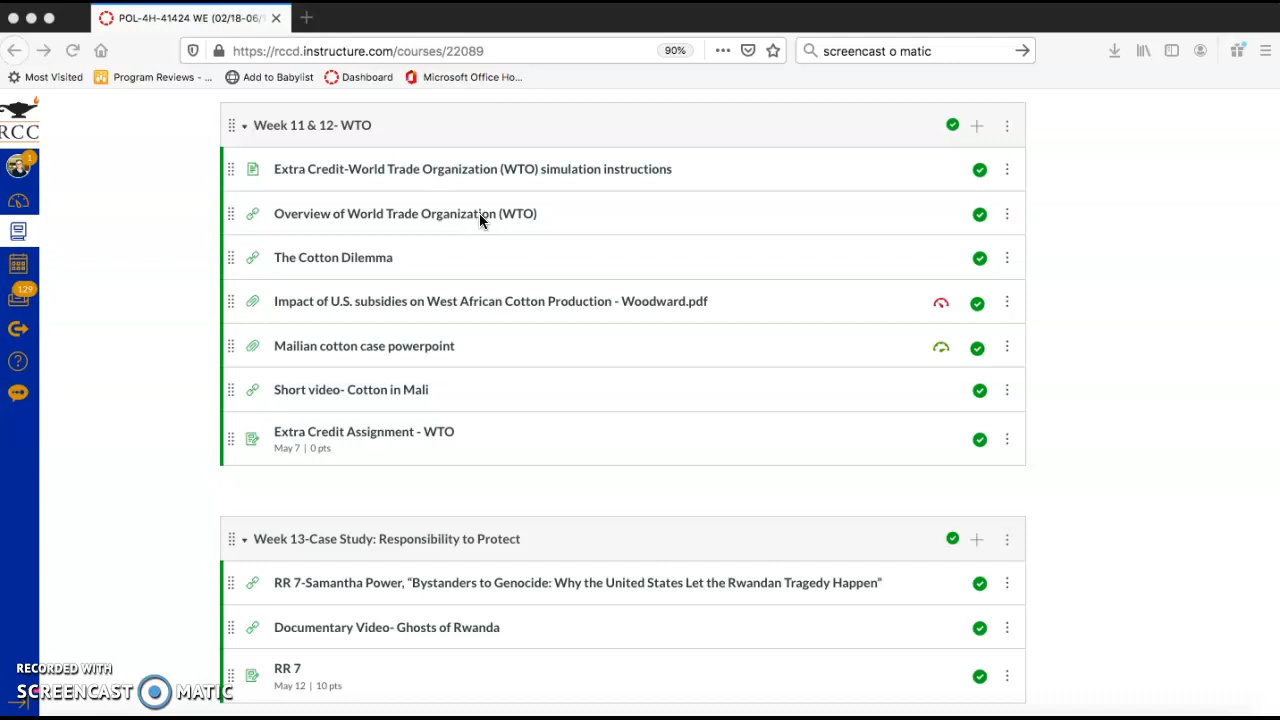 POL-4H-41424 WE (02/18-06/
https://rccd.instructure.com/courses/22089
90%
screencast o matic
Most Visited
Program Reviews - ...
Add to Babylist
Dashboard
Microsoft Office Ho...
RCC
1
129
Week 11 & 12- WTO
Extra Credit-World Trade Organization (WTO) simulation instructions
Overview of World Trade Organization (WTO)
The Cotton Dilemma
Impact of U.S. subsidies on West African Cotton Production - Woodward.pdf
Mailian cotton case powerpoint
Short video- Cotton in Mali
Extra Credit Assignment - WTO
May 7 | 0 pts
Week 13-Case Study: Responsibility to Protect
RR 7-Samantha Power, “Bystanders to Genocide: Why the United States Let the Rwandan Tragedy Happen”
Documentary Video- Ghosts of Rwanda
RR 7
May 12 | 10 pts
RECORDED WITH
SCREENCAST MATIC